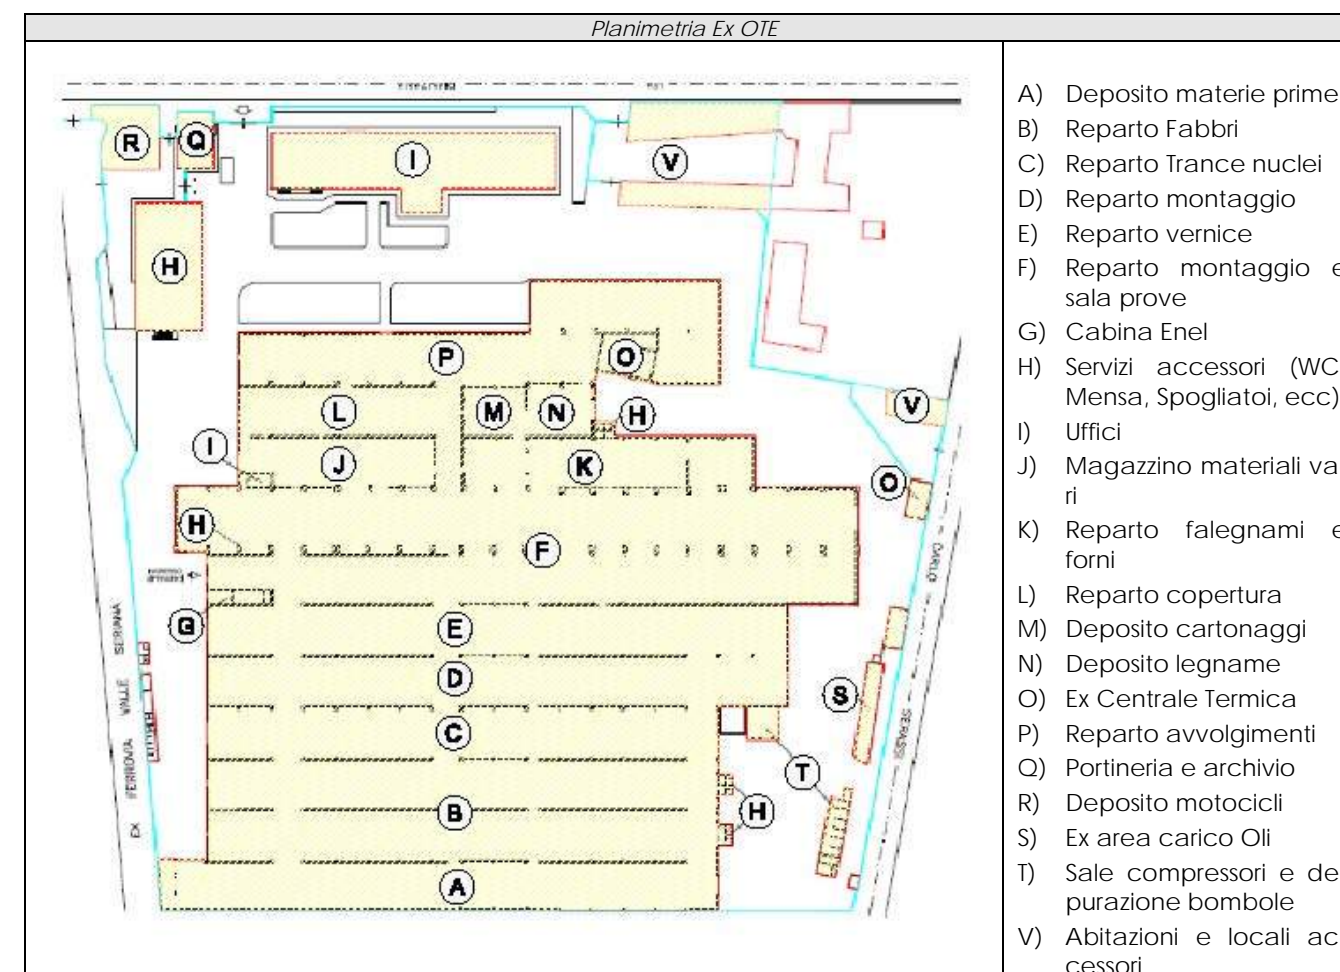 Planimetria Ex OTE
A) Deposito materie prime
B) Reparto Fabbri
C) Reparto Trance nuclei
D) Reparto montaggio
E) Reparto vernice
F) Reparto montaggio e
sala prove
G) Cabina Enel
H) Servizi accessori (WC
Mensa, Spogliatoi, ecc)
I) Uffici
J) Magazzino materiali va
ri
K) Reparto falegnami e
forni
L) Reparto copertura
M) Deposito cartonaggi
N) Deposito legname
O) Ex Centrale Termica
P) Reparto avvolgimenti
Q) Portineria e archivio
R) Deposito motocicli
S) Ex area carico Oli
T) Sale compressori e de
purazione bombole
V) Abitazioni e locali ac
cessori
R
Q
I
V
H
P
O
L
M
N
H
V
I
J
K
O
H
F
G
E
D
S
C
T
B
H
A
EX FERROVIA VALLE SERIANA
CARLO
SERASSI